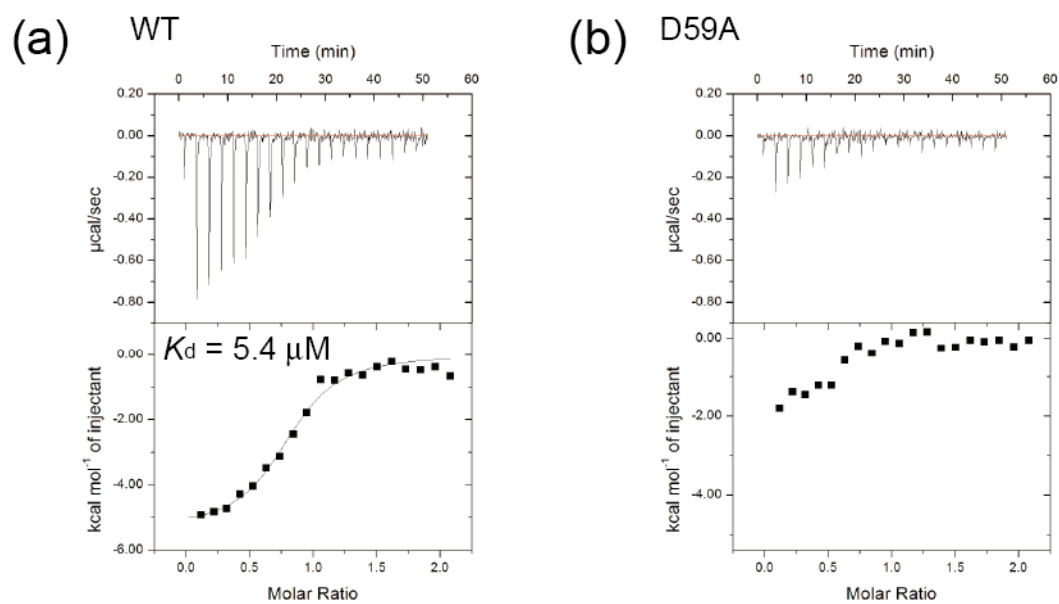 (a) WT
Time (min)
0 10 20 30 40 50 60
0.20
0.00
-0.20
-0.40
-0.60
-0.80
µcal/sec
Kd = 5.4 µM
0.00
-2.00
-4.00
-6.00
kcal mol⁻¹ of injectant
0.0 0.5 1.0 1.5 2.0
Molar Ratio
(b) D59A
Time (min)
0 10 20 30 40 50 60
0.20
0.00
-0.20
-0.40
-0.60
-0.80
µcal/sec
0.00
-2.00
-4.00
kcal mol⁻¹ of injectant
0.0 0.5 1.0 1.5 2.0
Molar Ratio